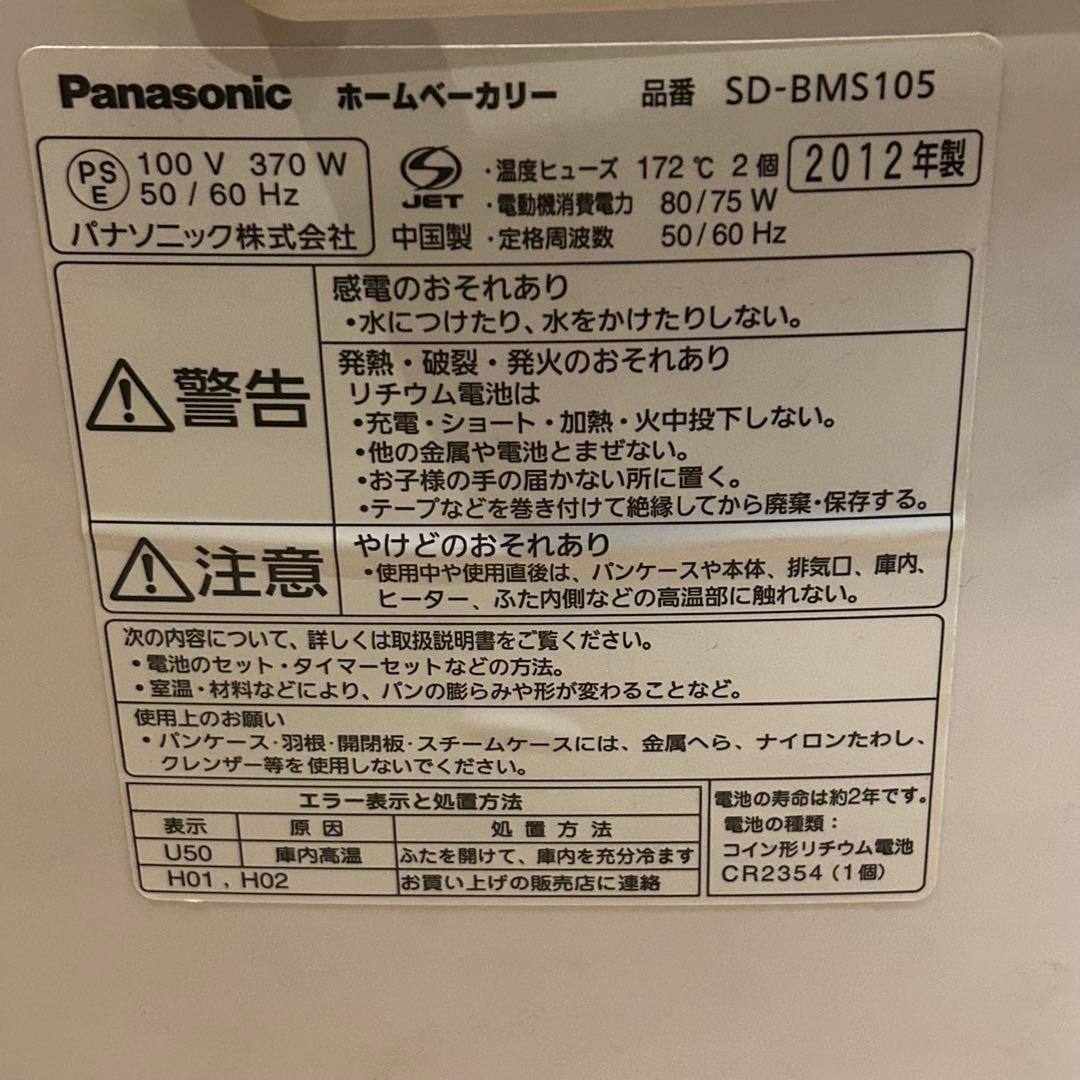 Panasonic ホームベーカリー 品番 SD-BMS105
PSE 100 V 370 W
50 / 60 Hz
パナソニック株式会社
JET
中国製
・温度ヒューズ 172 ℃ 2 個
・電動機消費電力 80/75 W
・定格周波数 50/60 Hz
2012年製
警告
感電のおそれあり
・水につけたり、水をかけたりしない。
発熱・破裂・発火のおそれあり
リチウム電池は
・充電・ショート・加熱・火中投下しない。
・他の金属や電池とまぜない。
・お子様の手の届かない所に置く。
・テープなどを巻き付けて絶縁してから廃棄・保存する。
注意
やけどのおそれあり
・使用中や使用直後は、パンケースや本体、排気口、庫内、
ヒーター、ふた内側などの高温部に触れない。
次の内容について、詳しくは取扱説明書をご覧ください。
・電池のセット・タイマーセットなどの方法。
・室温・材料などにより、パンの膨らみや形が変わることなど。
使用上のお願い
・パンケース・羽根・開閉板・スチームケースには、金属へら、ナイロンたわし、
クレンザー等を使用しないでください。
エラー表示と処置方法
表示 原因 処置方法
U50 庫内高温 ふたを開けて、庫内を充分冷ます
H01 , H02 お買い上げの販売店に連絡
電池の寿命は約2年です。
電池の種類：
コイン形リチウム電池
CR2354（1個）